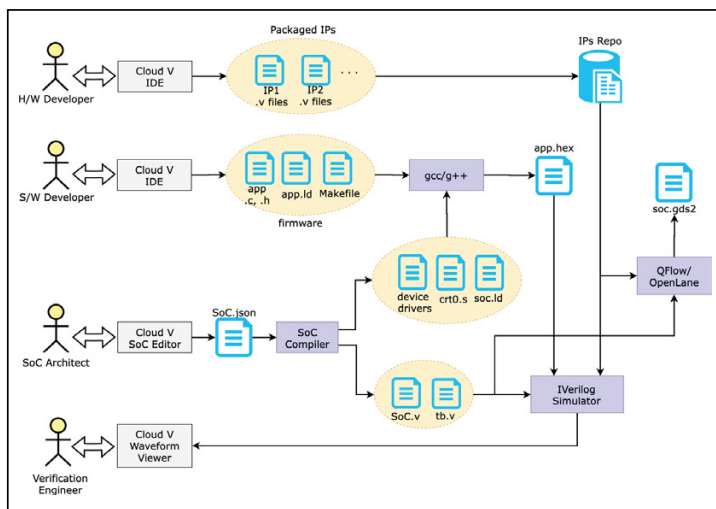 Packaged IPs
IPs Repo
Cloud V
IDE
IP1
.v files
IP2
.v files
. . .
H/W Developer
app.hex
Cloud V
IDE
gcc/g++
app
.c, .h
app.ld
Makefile
S/W Developer
firmware
soc.gds2
QFlow/
OpenLane
device
drivers
crt0.s
soc.ld
SoC.json
Cloud V
SoC Editor
SoC
Compiler
SoC Architect
IVerilog
Simulator
SoC.v
tb.v
Cloud V
Waveform
Viewer
Verification
Engineer